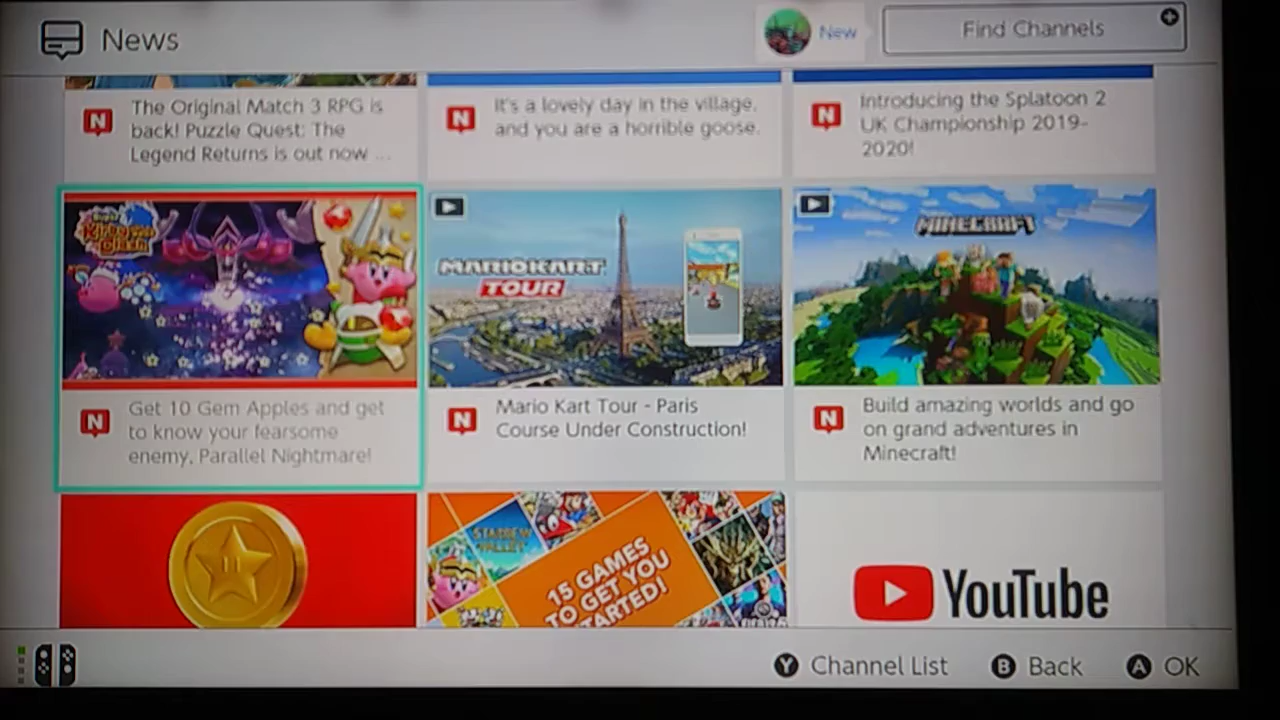 News
New
Find Channels
The Original Match 3 RPG is
back! Puzzle Quest: The
Legend Returns is out now ...
It's a lovely day in the village,
and you are a horrible goose.
Introducing the Splatoon 2
UK Championship 2019-
2020!
Super
Kirby
Clash
MARIOKART
TOUR
MINECRAFT
N
Get 10 Gem Apples and get
to know your fearsome
enemy, Parallel Nightmare!
N
Mario Kart Tour - Paris
Course Under Construction!
N
Build amazing worlds and go
on grand adventures in
Minecraft!
STARDEW
VALLEY
15 GAMES
TO GET YOU
STARTED!
YouTube
Y Channel List
B Back
A OK